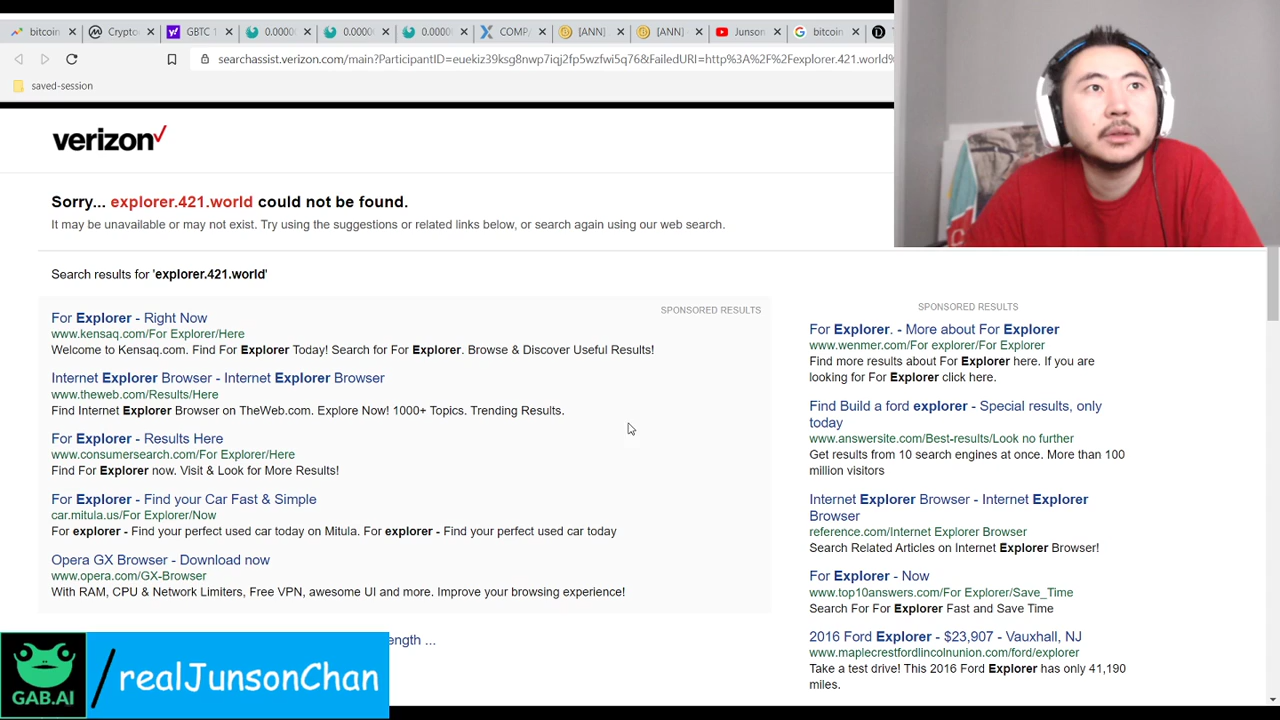 bitcoin
Crypto
GBTC 1
0.0000
0.0000
0.0000
COMP.
[ANN]
[ANN]
Junson
bitcoin
searchassist.verizon.com/main?ParticipantID=euekiz39ksg8nwp7iqj2fp5wzfwi5q76&FailedURI=http%3A%2F%2Fexplorer.421.world%
saved-session
verizon
Sorry... explorer.421.world could not be found.
It may be unavailable or may not exist. Try using the suggestions or related links below, or search again using our web search.
Search results for 'explorer.421.world'
SPONSORED RESULTS
For Explorer - Right Now
www.kensaq.com/For Explorer/Here
Welcome to Kensaq.com. Find For Explorer Today! Search for For Explorer. Browse & Discover Useful Results!
Internet Explorer Browser - Internet Explorer Browser
www.theweb.com/Results/Here
Find Internet Explorer Browser on TheWeb.com. Explore Now! 1000+ Topics. Trending Results.
For Explorer - Results Here
www.consumersearch.com/For Explorer/Here
Find For Explorer now. Visit & Look for More Results!
For Explorer - Find your Car Fast & Simple
car.mitula.us/For Explorer/Now
For explorer - Find your perfect used car today on Mitula. For explorer - Find your perfect used car today
Opera GX Browser - Download now
www.opera.com/GX-Browser
With RAM, CPU & Network Limiters, Free VPN, awesome UI and more. Improve your browsing experience!
ength ...
SPONSORED RESULTS
For Explorer. - More about For Explorer
www.wenmer.com/For explorer/For Explorer
Find more results about For Explorer here. If you are
looking for For Explorer click here.
Find Build a ford explorer - Special results, only
today
www.answersite.com/Best-results/Look no further
Get results from 10 search engines at once. More than 100
million visitors
Internet Explorer Browser - Internet Explorer
Browser
reference.com/Internet Explorer Browser
Search Related Articles on Internet Explorer Browser!
For Explorer - Now
www.top10answers.com/For Explorer/Save_Time
Search For For Explorer Fast and Save Time
2016 Ford Explorer - $23,907 - Vauxhall, NJ
www.maplecrestfordlincolnunion.com/ford/explorer
Take a test drive! This 2016 Ford Explorer has only 41,190
miles.
GAB.AI
/realJunsonChan